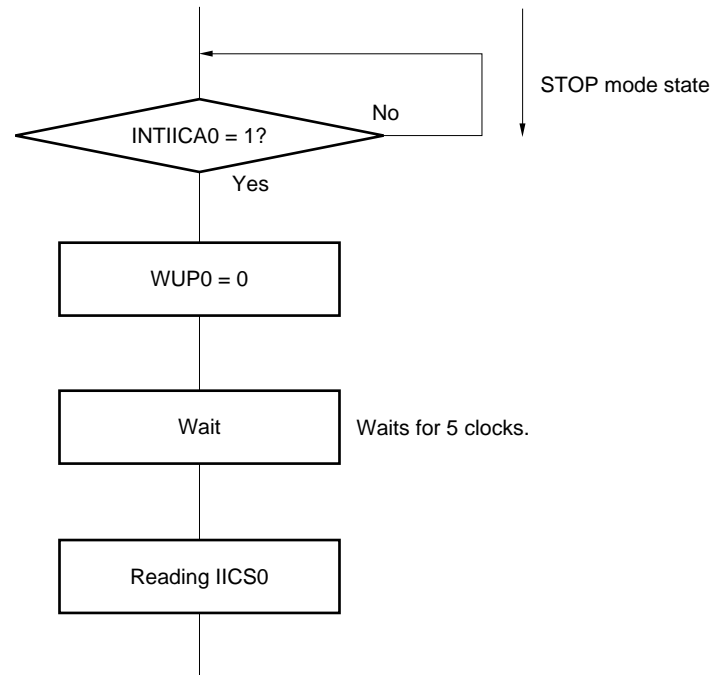 STOP mode state
No
INTIICA0 = 1?
Yes
WUP0 = 0
Wait
Waits for 5 clocks.
Reading IICS0